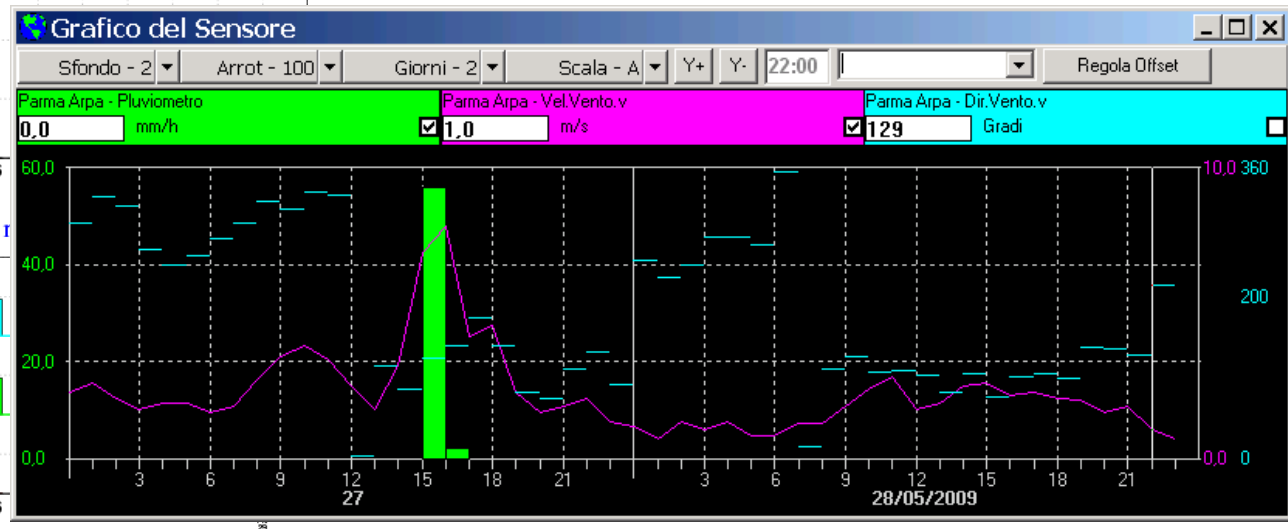 Grafico del Sensore
Sfondo - 2 Arrot - 100 Giorni - 2 Scala - A Y+ Y- 22:00 Regola Offset
Parma Arpa - Pluviometro Parma Arpa - Vel.Vento.v Parma Arpa - Dir.Vento.v
0,0 mm/h 1,0 m/s 129 Gradi
60,0 10,0 360
40,0
200
20,0
0,0 0,0 0
3 6 9 12 15 18 21 3 6 9 12 15 18 21
27 28/05/2009